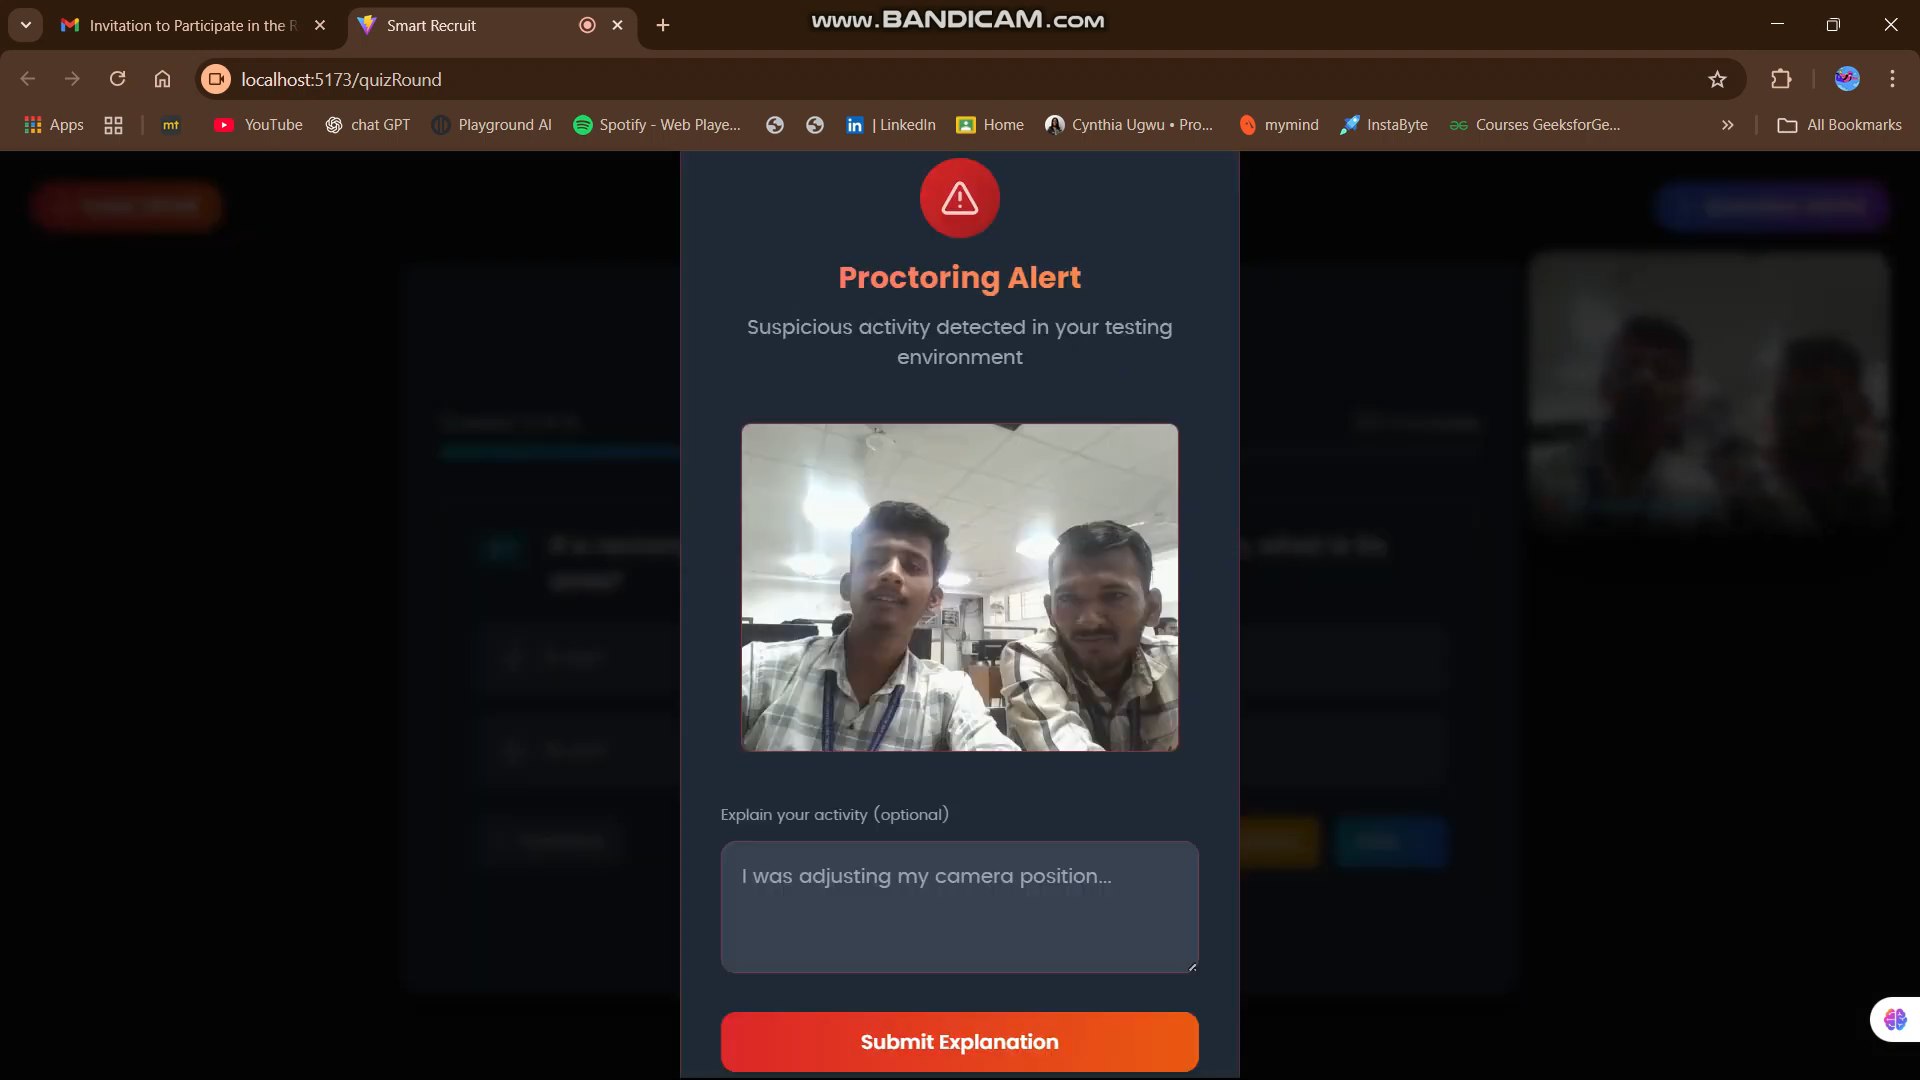 Invitation to Participate in the R
Smart Recruit
www.BANDICAM.com
localhost:5173/quizRound
Apps
mt
YouTube
chat GPT
Playground AI
Spotify - Web Playe...
| LinkedIn
Home
Cynthia Ugwu • Pro...
mymind
InstaByte
Courses GeeksforGe...
All Bookmarks
Proctoring Alert
Suspicious activity detected in your testing
environment
Explain your activity (optional)
I was adjusting my camera position...
Submit Explanation